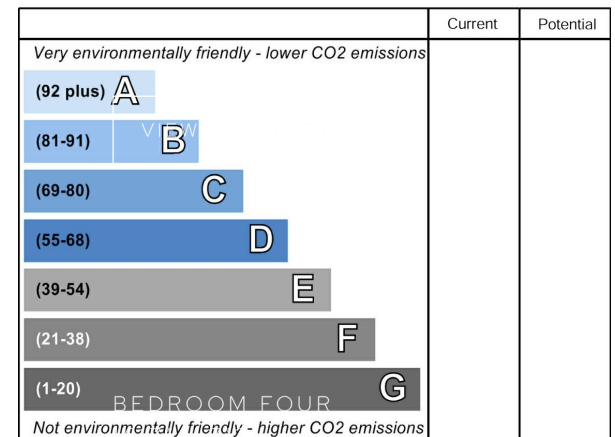 Current Potential
Very environmentally friendly - lower CO2 emissions
(92 plus) A
VIEW
(81-91) B
(69-80) C
(55-68) D
(39-54) E
(21-38) F
(1-20) G
BEDROOM FOUR
Not environmentally friendly - higher CO2 emissions